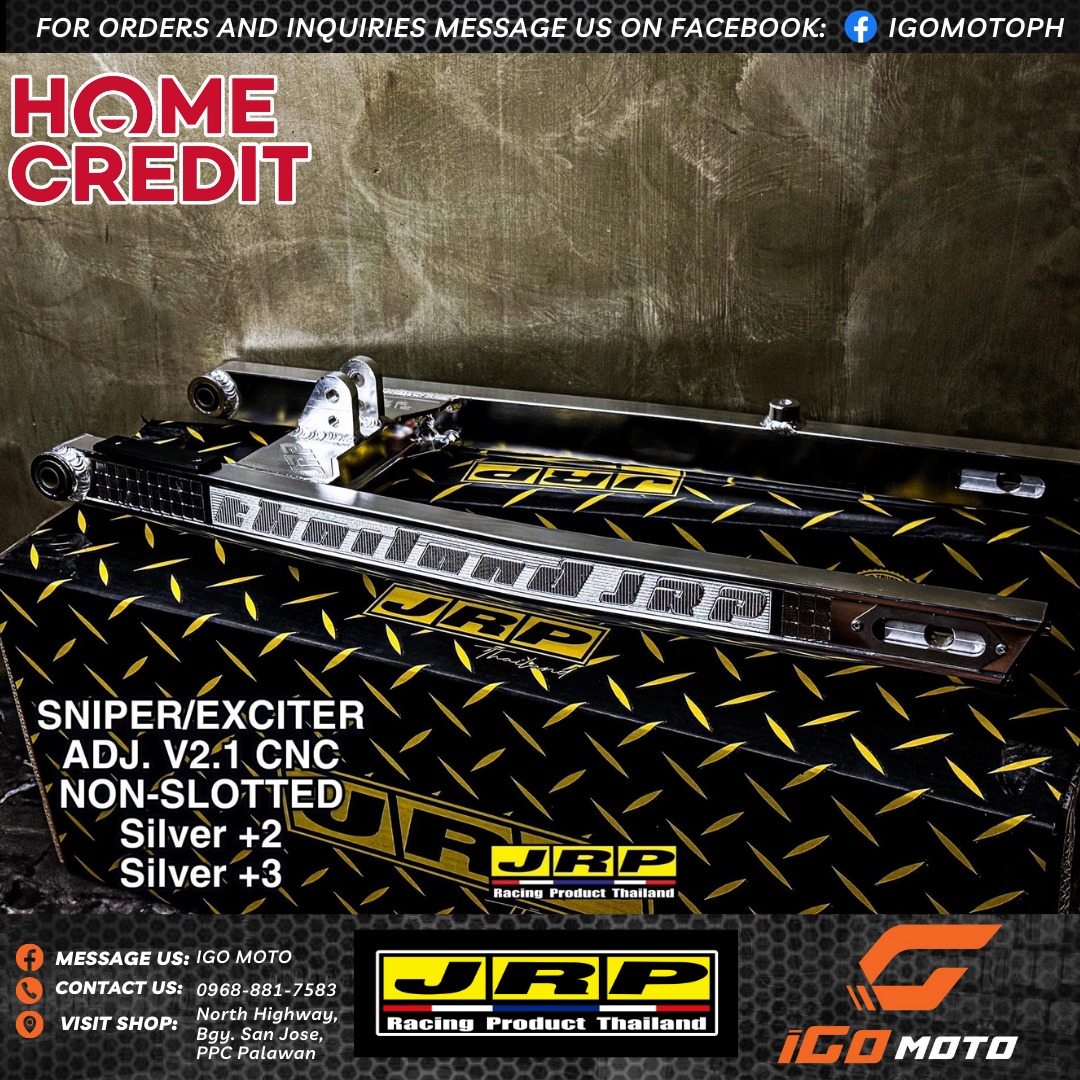 FOR ORDERS AND INQUIRIES MESSAGE US ON FACEBOOK: IGOMOTOPH
HOME
CREDIT
JRP
thailand JRP
JRP
Thailand
SNIPER/EXCITER
ADJ. V2.1 CNC
NON-SLOTTED
Silver +2
Silver +3
JR
JRP
Racing Product Thailand
MESSAGE US: IGO MOTO
CONTACT US: 0968-881-7583
VISIT SHOP: North Highway,
Bgy. San Jose,
PPC Palawan
JRP
Racing Product Thailand
iGO MOTO